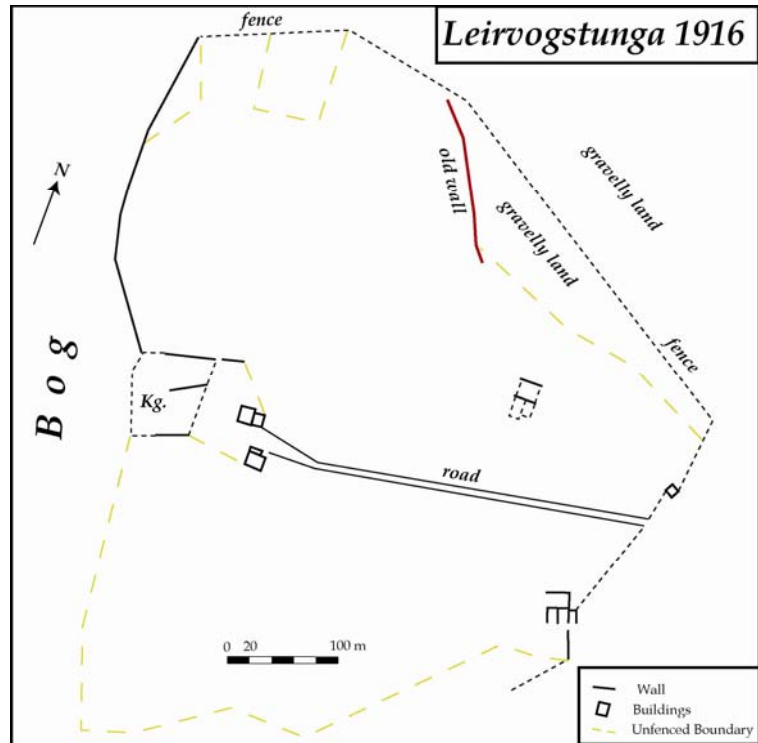 Leirvogstunga 1916
fence
old wall
gravelly land
gravelly land
N
fence
Bog
Kg.
road
0 20 100 m
Wall
Buildings
Unfenced Boundary